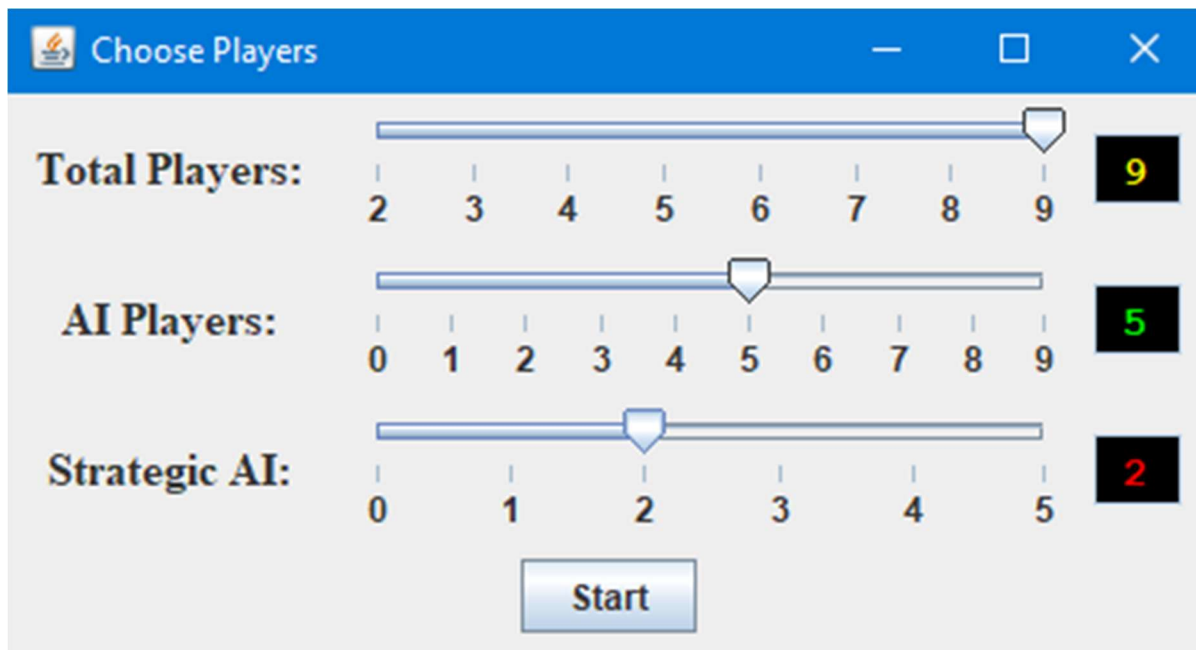 Choose Players
Total Players:
2 3 4 5 6 7 8 9
9
AI Players:
0 1 2 3 4 5 6 7 8 9
5
Strategic AI:
0 1 2 3 4 5
2
Start